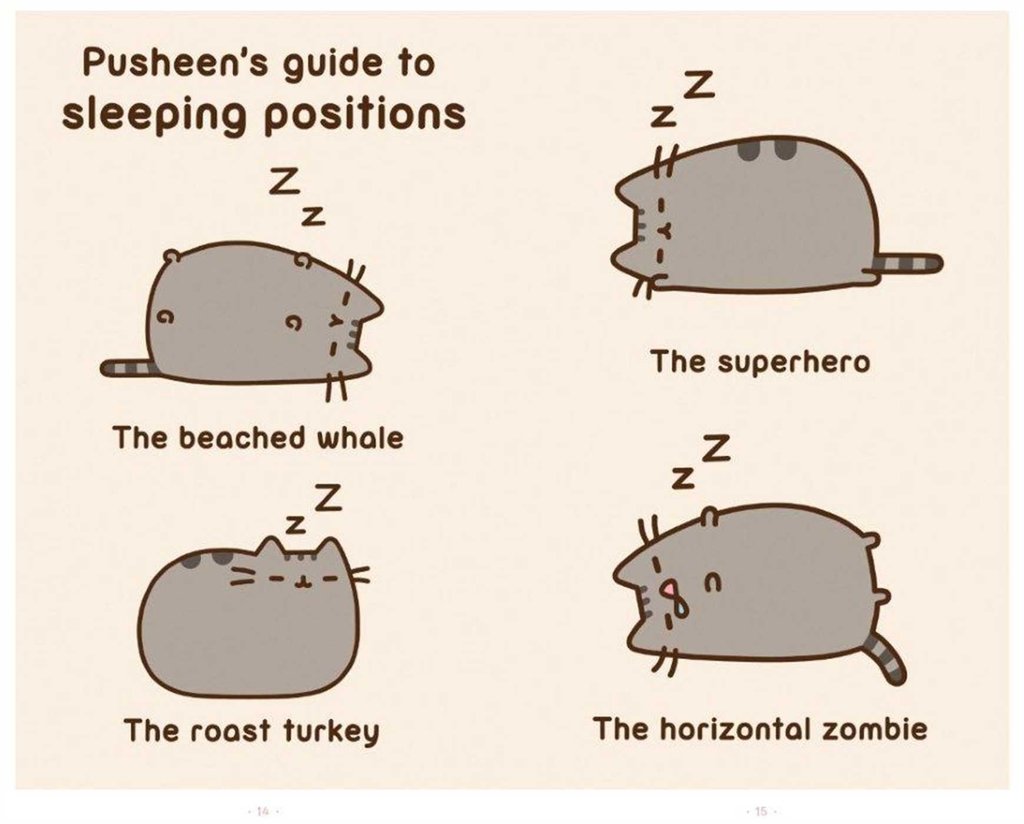 Pusheen's guide to
sleeping positions
Z
z
The beached whale
Z
z
The roast turkey
Z
z
The superhero
Z
z
The horizontal zombie
· 14 ·
· 15 ·